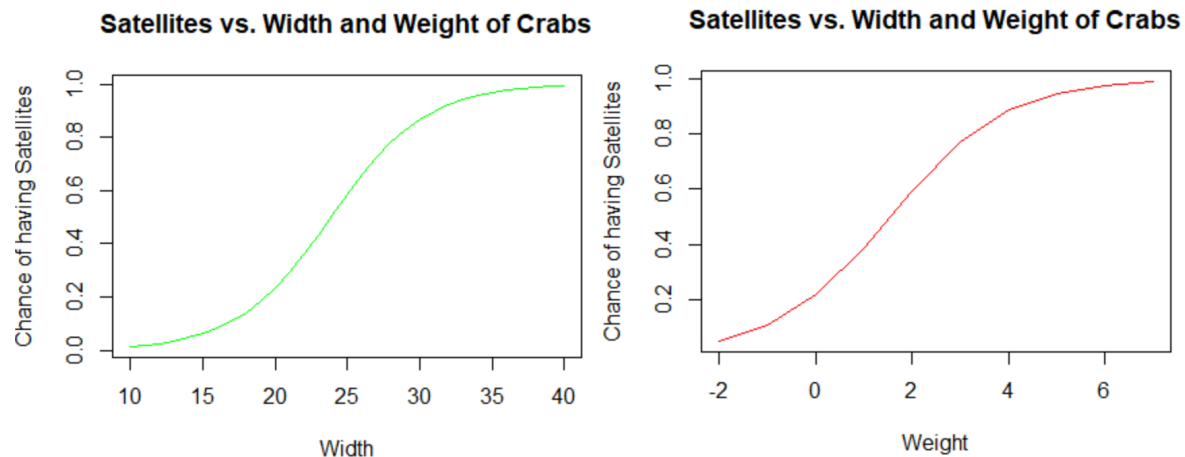 Satellites vs. Width and Weight of Crabs
Chance of having Satellites
1.0
0.8
0.6
0.4
0.2
0.0
10 15 20 25 30 35 40
Width
Satellites vs. Width and Weight of Crabs
Chance of having Satellites
1.0
0.8
0.6
0.4
0.2
-2 0 2 4 6
Weight